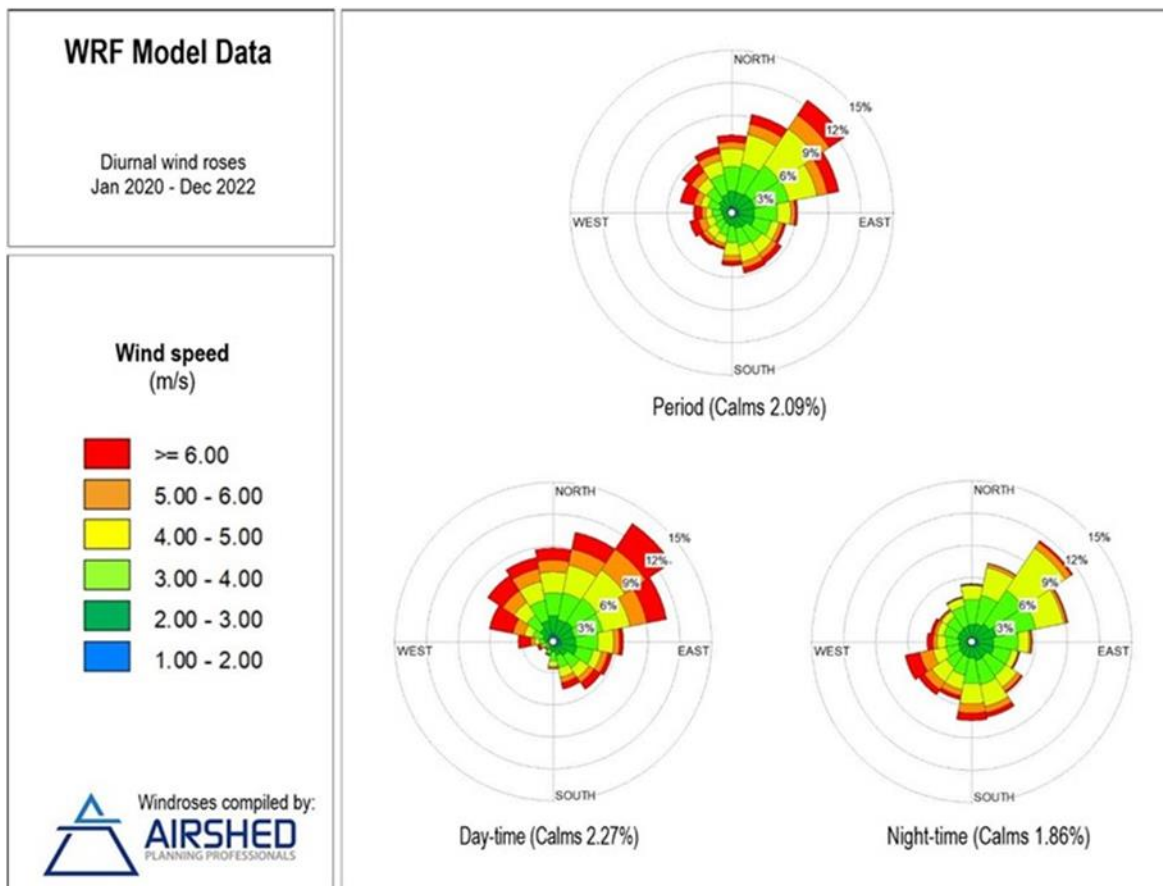 WRF Model Data
Diurnal wind roses
Jan 2020 - Dec 2022
Wind speed
(m/s)
>= 6.00
5.00 - 6.00
4.00 - 5.00
3.00 - 4.00
2.00 - 3.00
1.00 - 2.00
Windroses compiled by:
AIRSHED
PLANNING PROFESSIONALS
NORTH
15%
12%
9%
6%
3%
WEST
EAST
SOUTH
Period (Calms 2.09%)
NORTH
15%
12%
9%
6%
3%
WEST
EAST
SOUTH
Day-time (Calms 2.27%)
NORTH
15%
12%
9%
6%
3%
WEST
EAST
SOUTH
Night-time (Calms 1.86%)